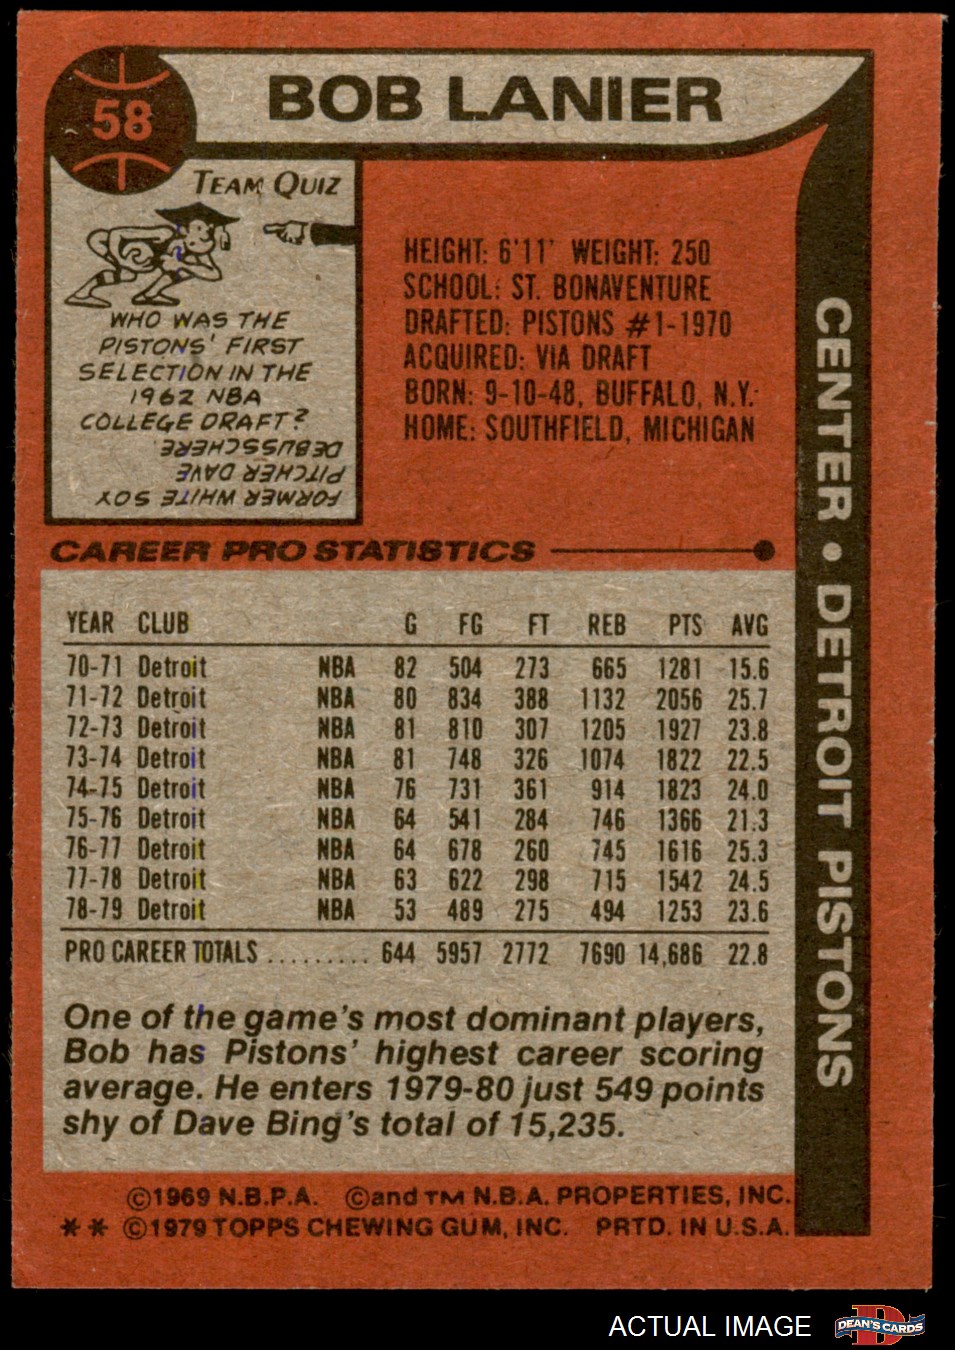 58
BOB LANIER
TEAM QUIZ
WHO WAS THE
PISTONS' FIRST
SELECTION IN THE
1962 NBA
COLLEGE DRAFT?
FORMER WHITE SOX
PITCHER DAVE
DEBUSSCHERE
HEIGHT: 6'11' WEIGHT: 250
SCHOOL: ST. BONAVENTURE
DRAFTED: PISTONS #1-1970
ACQUIRED: VIA DRAFT
BORN: 9-10-48, BUFFALO, N.Y.
HOME: SOUTHFIELD, MICHIGAN
CENTER • DETROIT PISTONS
CAREER PRO STATISTICS
YEAR CLUB G FG FT REB PTS AVG
70-71 Detroit NBA 82 504 273 665 1281 15.6
71-72 Detroit NBA 80 834 388 1132 2056 25.7
72-73 Detroit NBA 81 810 307 1205 1927 23.8
73-74 Detroit NBA 81 748 326 1074 1822 22.5
74-75 Detroit NBA 76 731 361 914 1823 24.0
75-76 Detroit NBA 64 541 284 746 1366 21.3
76-77 Detroit NBA 64 678 260 745 1616 25.3
77-78 Detroit NBA 63 622 298 715 1542 24.5
78-79 Detroit NBA 53 489 275 494 1253 23.6
PRO CAREER TOTALS ......... 644 5957 2772 7690 14,686 22.8
One of the game's most dominant players,
Bob has Pistons' highest career scoring
average. He enters 1979-80 just 549 points
shy of Dave Bing's total of 15,235.
©1969 N.B.P.A. ©and TM N.B.A. PROPERTIES, INC.
** ©1979 TOPPS CHEWING GUM, INC. PRTD. IN U.S.A.
ACTUAL IMAGE
D
DEAN'S CARDS